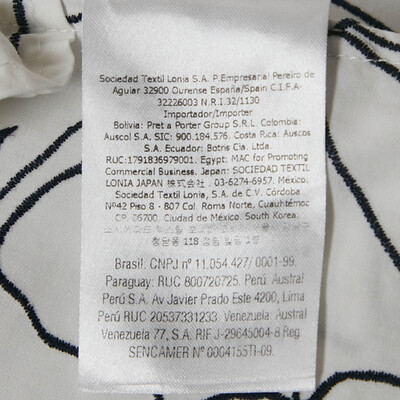 Sociedad Textil Lonia S.A. P.Empresarial Pereiro de
Aguiar 32900 Ourense España/Spain C.I.F.A-
32226003 N.R.I.32/1130
Importador/Importer
Bolivia: Pret a Porter Group S.R.L. Colombia:
Auscol S.A. SIC: 900.184.576. Costa Rica: Auscos
S.A. Ecuador: Botris Cia. Ltda.
RUC:1791836979001. Egypt: MAC for Promoting
Commercial Business. Japan: SOCIEDAD TEXTIL
LONIA JAPAN 株式会社 03-6274-6957. México:
Sociedad Textil Lonia, S.A. de C.V. Córdoba
Nº42 Piso 8 - 807 Col. Roma Norte, Cuauhtémoc
CP. 06700. Ciudad de México. South Korea.
118 1층
Brasil. CNPJ nº 11.054.427/ 0001-99.
Paraguay: RUC 800720725. Perú: Austral
Perú S.A. Av Javier Prado Este 4200, Lima
Perú RUC 20537331233. Venezuela: Austral
Venezuela 77, S.A. RIF J-29645004-8 Reg.
SENCAMER Nº 0004155TI-09.